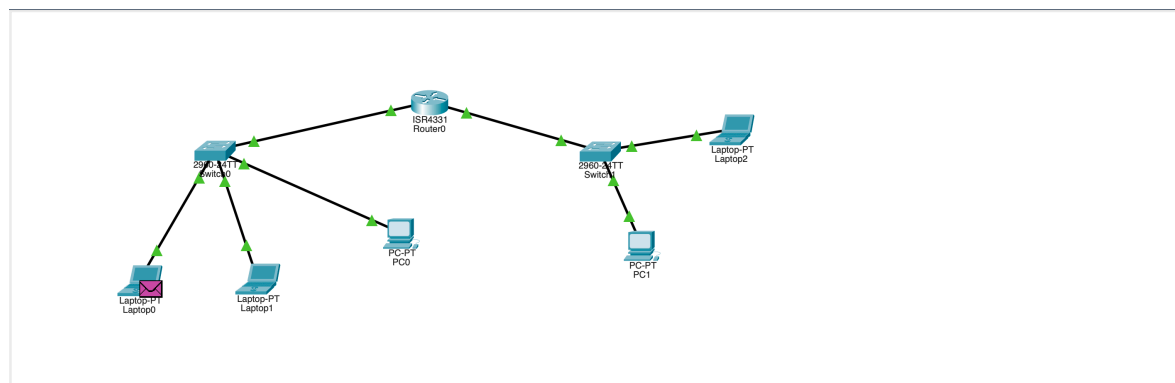 ISR4331
Router0
2960-24TT
Switch0
2960-24TT
Switch1
Laptop-PT
Laptop2
PC-PT
PC0
PC-PT
PC1
Laptop-PT
Laptop0
Laptop-PT
Laptop1